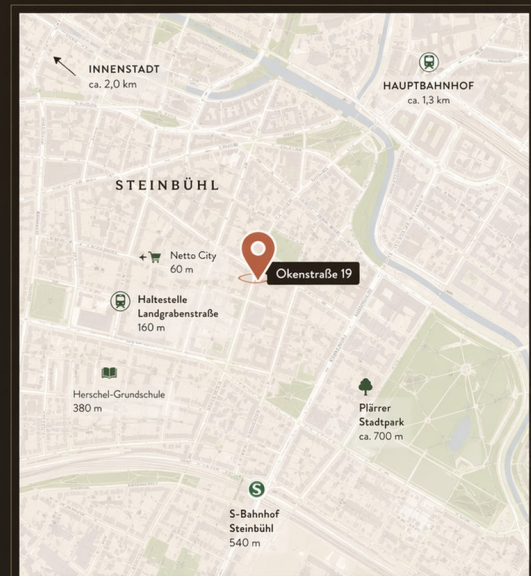 INNENSTADT
ca. 2,0 km
HAUPTBAHNHOF
ca. 1,3 km
STEINBÜHL
Netto City
60 m
Okenstraße 19
Haltestelle
Landgrabenstraße
160 m
Herschel-Grundschule
380 m
Plärrer
Stadtpark
ca. 700 m
S
S-Bahnhof
Steinbühl
540 m